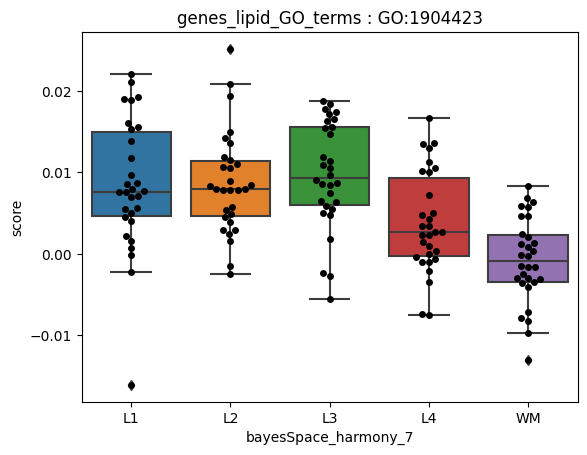 genes_lipid_GO_terms : GO:1904423
0.02
0.01
0.00
−0.01
score
L1 L2 L3 L4 WM
bayesSpace_harmony_7